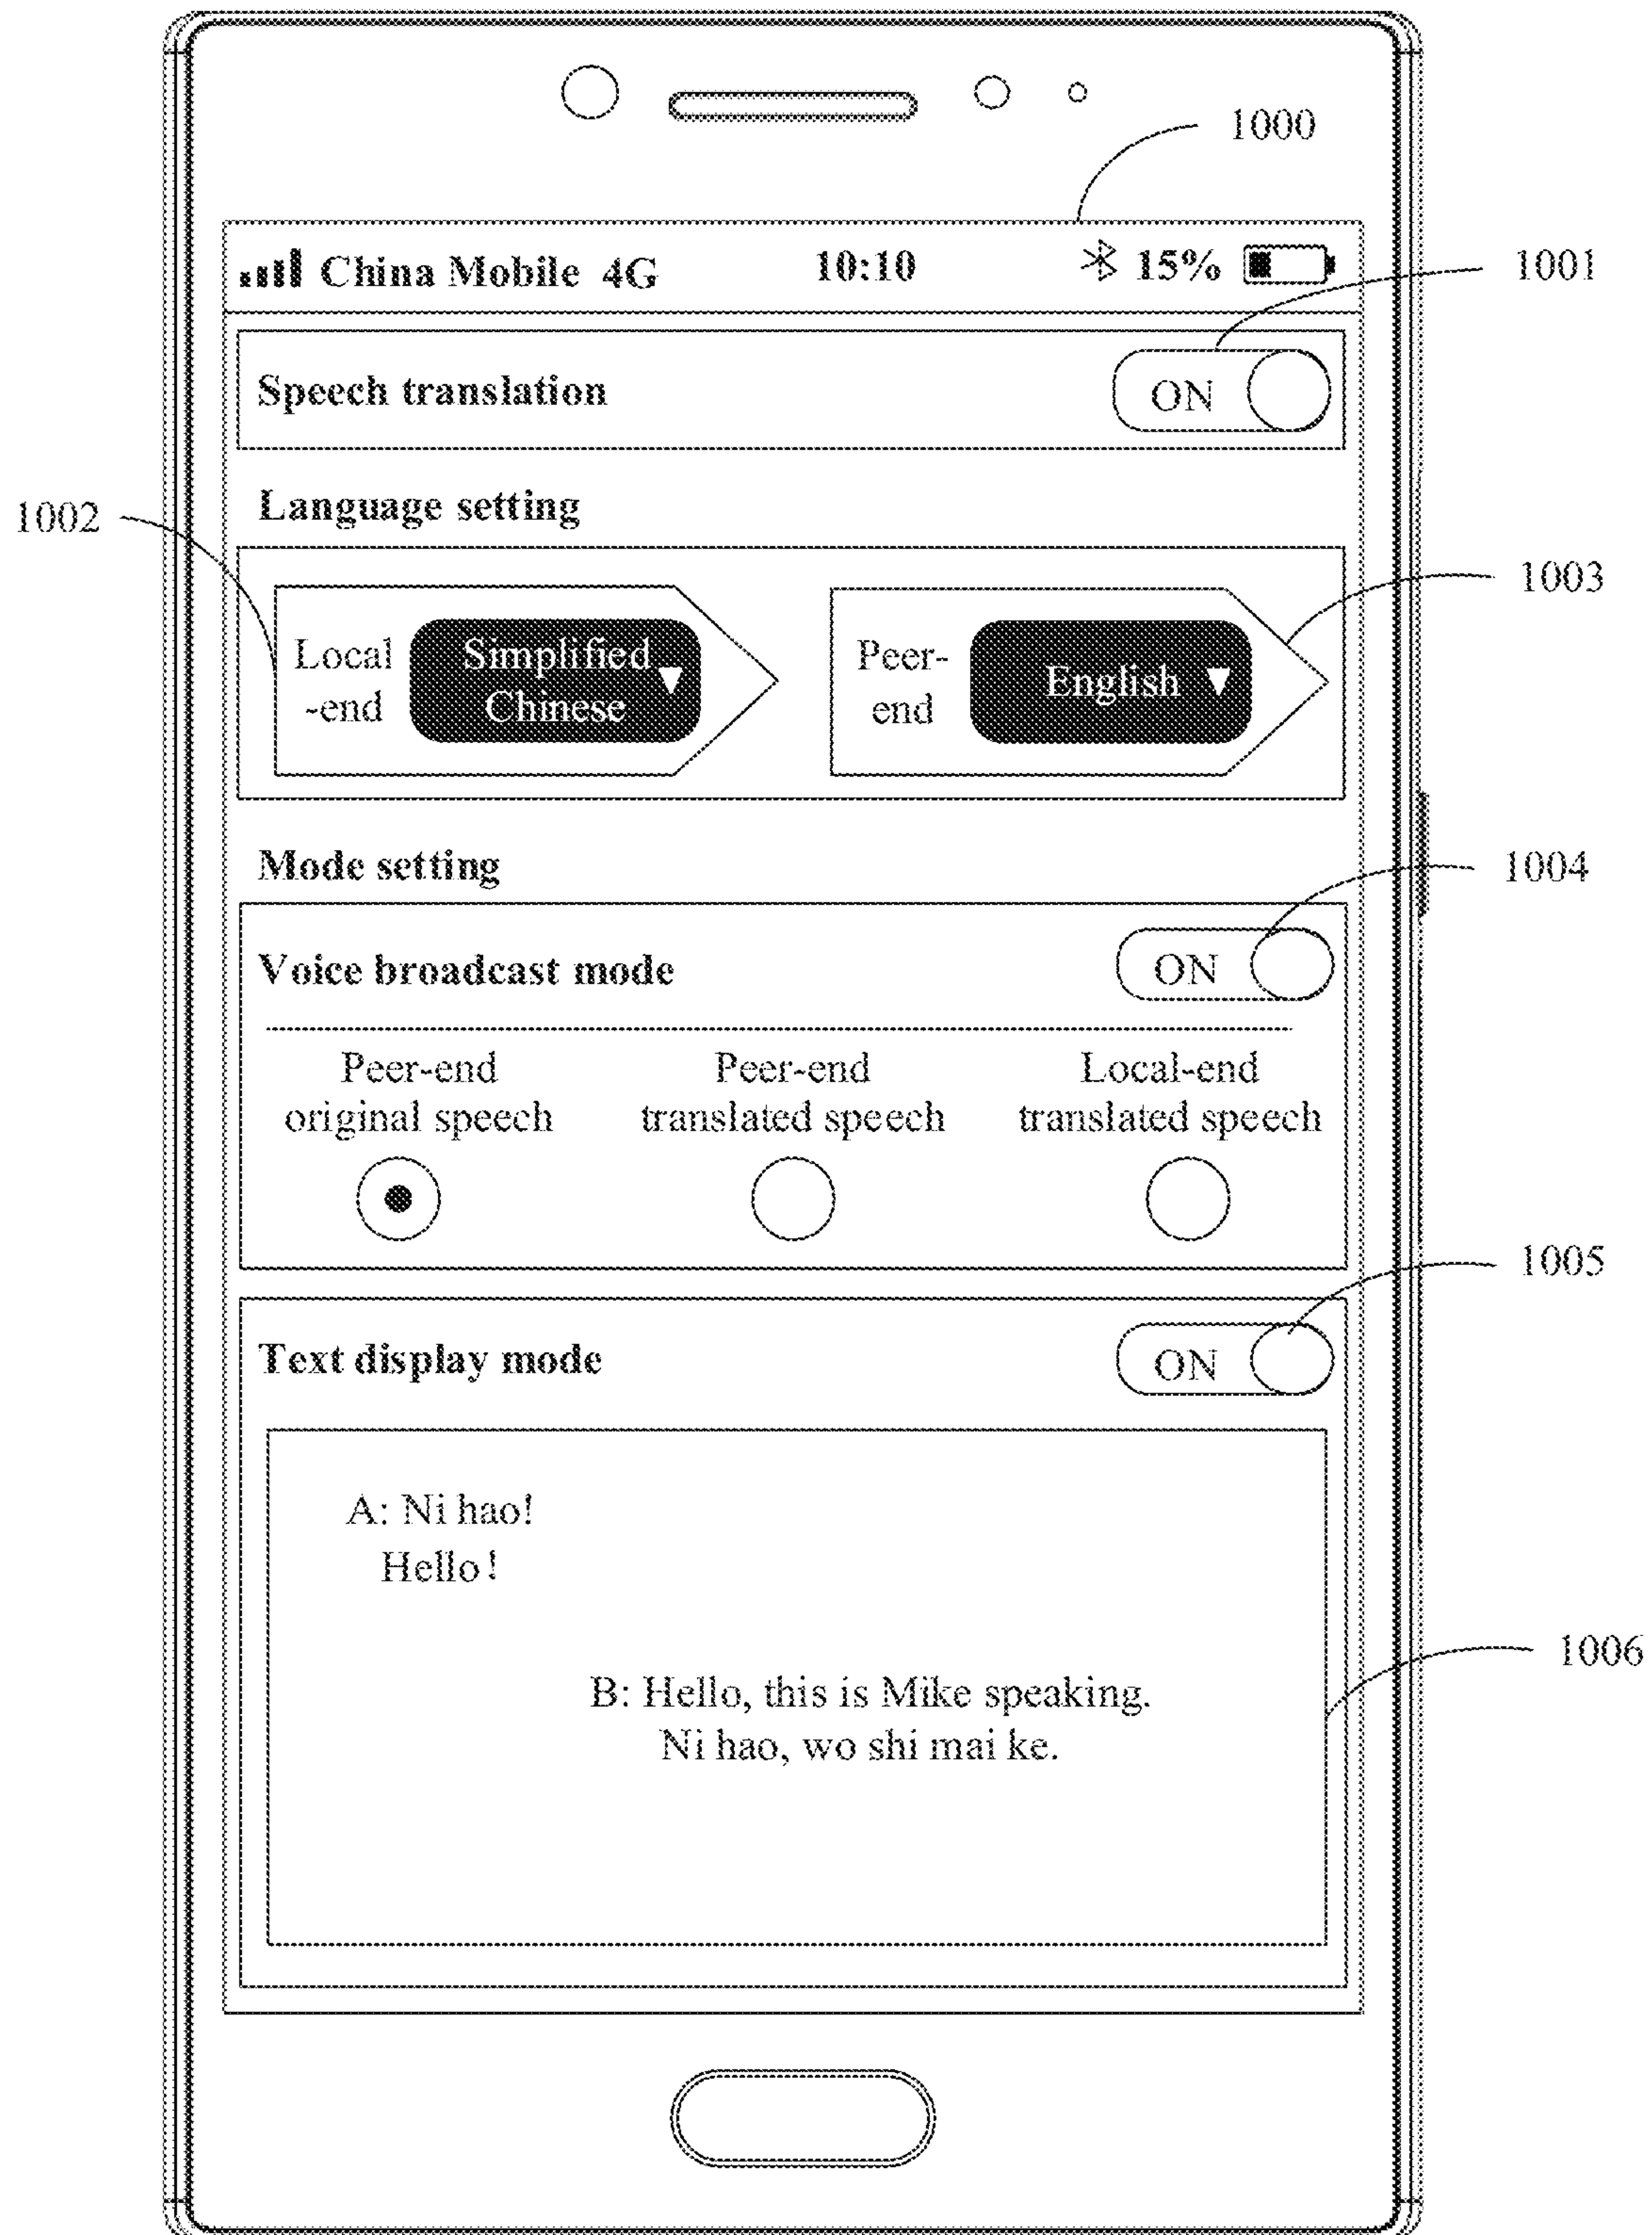 1000
China Mobile 4G 10:10 15%
1001
Speech translation ON
1002
Language setting
1003
Local
-end
Simplified
Chinese
Peer-
end
English
Mode setting
1004
Voice broadcast mode ON
Peer-end
original speech
Peer-end
translated speech
Local-end
translated speech
1005
Text display mode ON
A: Ni hao!
Hello!
1006
B: Hello, this is Mike speaking.
Ni hao, wo shi mai ke.